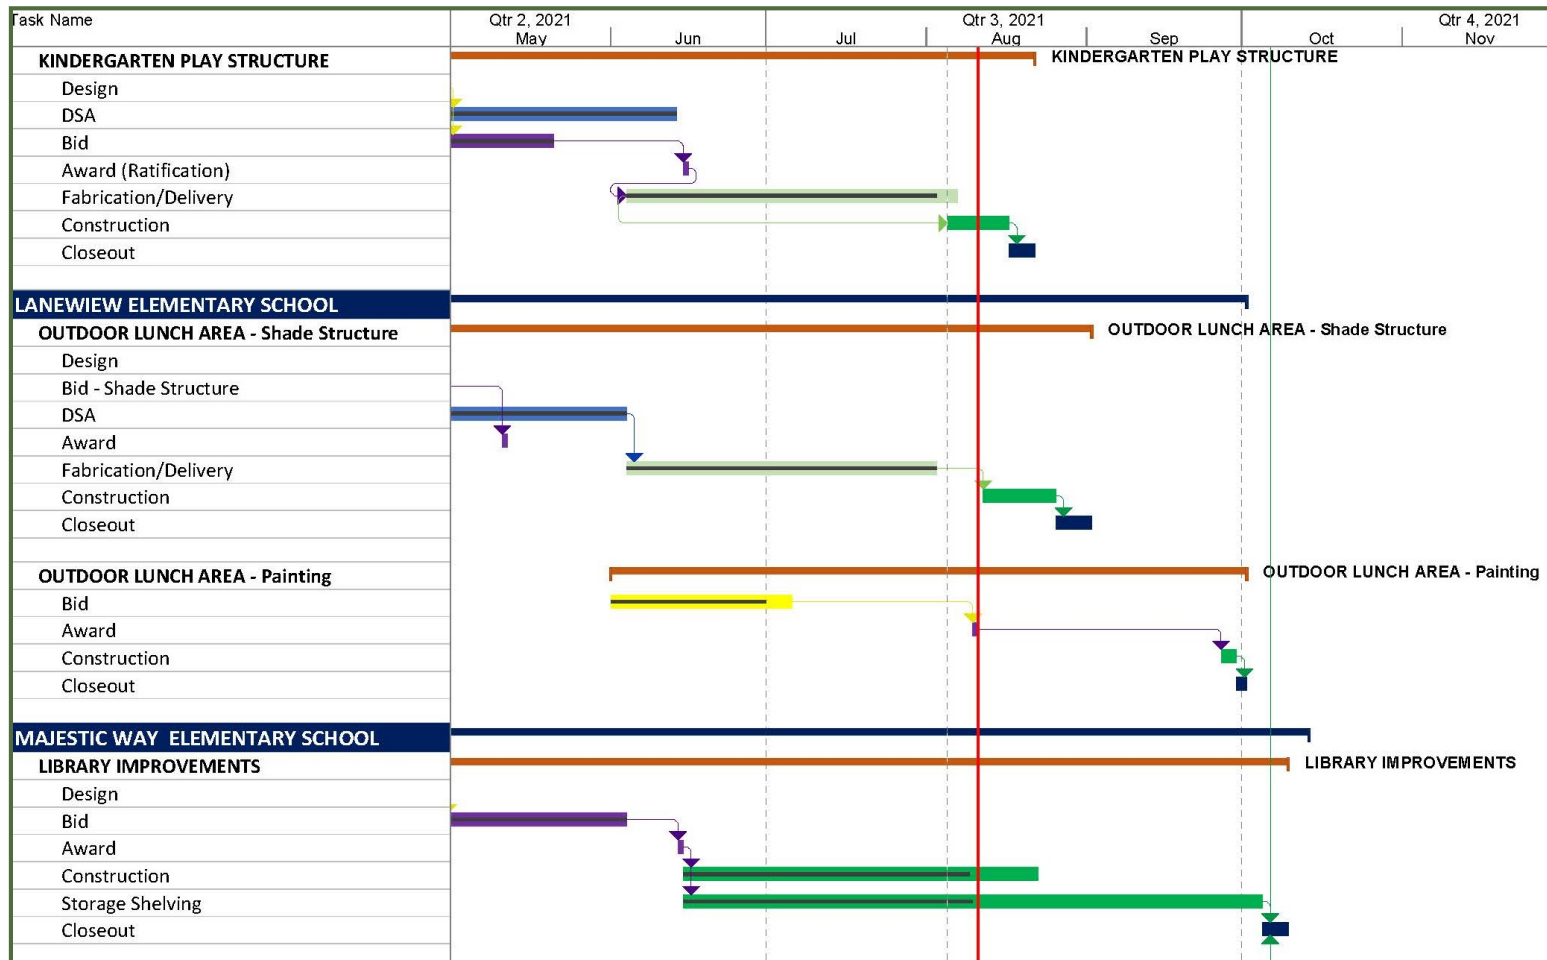 Task Name Qtr 2, 2021 Qtr 3, 2021 Qtr 4, 2021
May Jun Jul Aug Sep Oct Nov
KINDERGARTEN PLAY STRUCTURE KINDERGARTEN PLAY STRUCTURE
Design
DSA
Bid
Award (Ratification)
Fabrication/Delivery
Construction
Closeout
LANEWIEW ELEMENTARY SCHOOL
OUTDOOR LUNCH AREA - Shade Structure OUTDOOR LUNCH AREA - Shade Structure
Design
Bid - Shade Structure
DSA
Award
Fabrication/Delivery
Construction
Closeout
OUTDOOR LUNCH AREA - Painting OUTDOOR LUNCH AREA - Painting
Bid
Award
Construction
Closeout
MAJESTIC WAY ELEMENTARY SCHOOL
LIBRARY IMPROVEMENTS LIBRARY IMPROVEMENTS
Design
Bid
Award
Construction
Storage Shelving
Closeout